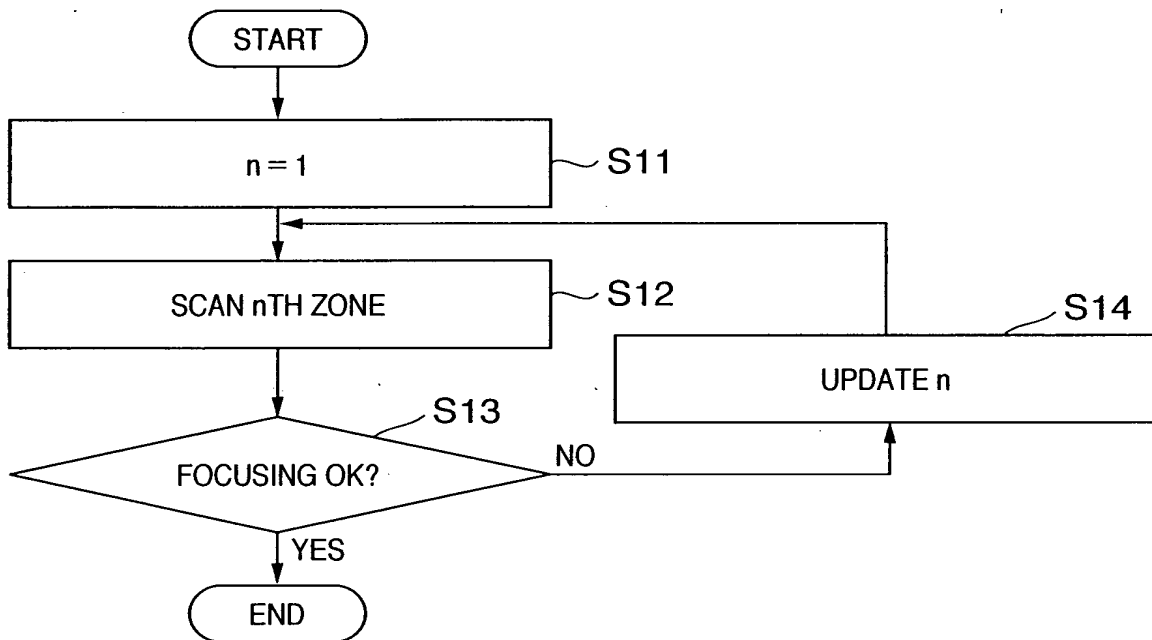 START
n = 1
S11
SCAN nTH ZONE
S12
S14
UPDATE n
S13
FOCUSING OK?
NO
YES
END